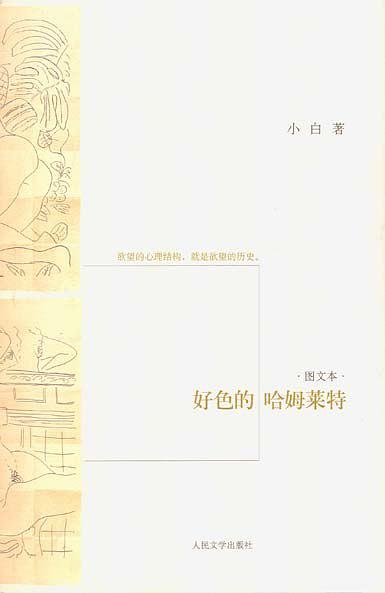 小白著
欲望的心理结构，就是欲望的历史。
·图文本·
好色的 哈姆莱特
人民文学出版社